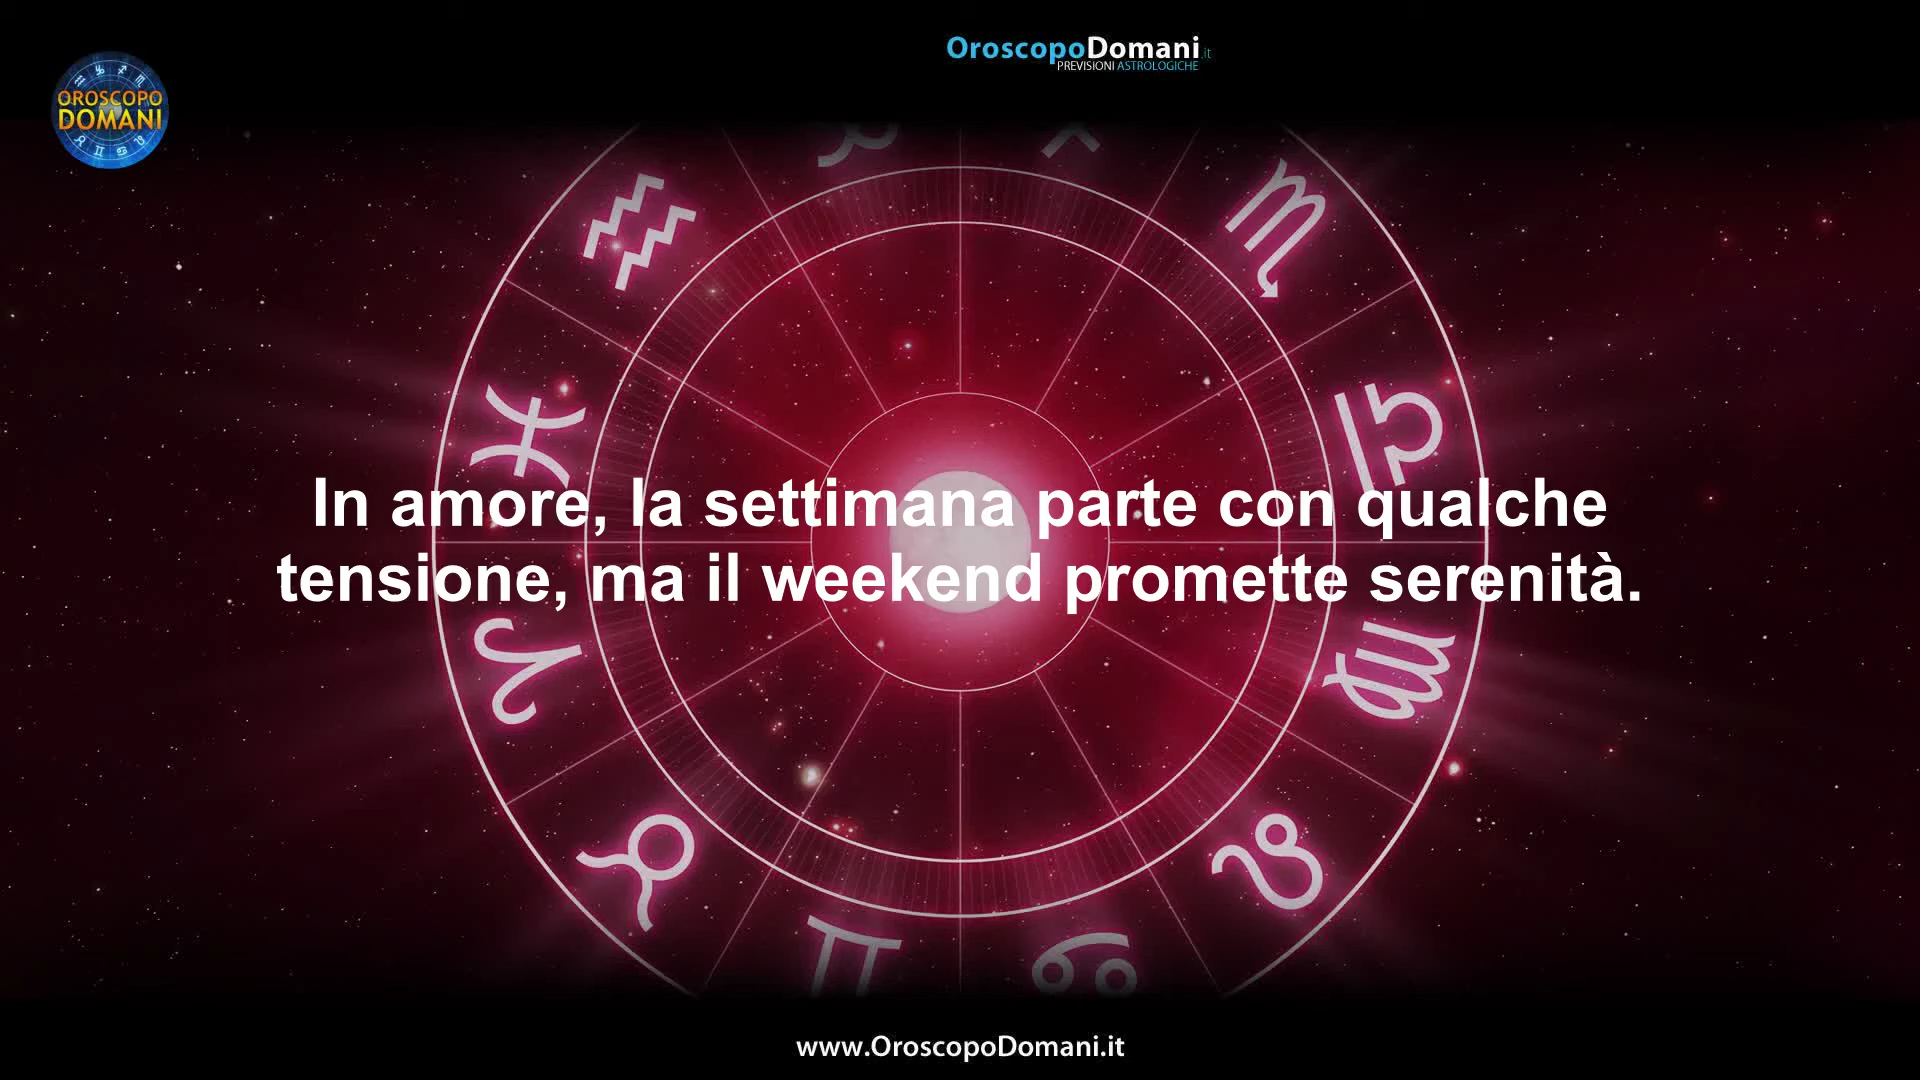 OroscopoDomani.it
PREVISIONI ASTROLOGICHE
OROSCOPO
DOMANI
In amore, la settimana parte con qualche
tensione, ma il weekend promette serenità.
www.OroscopoDomani.it